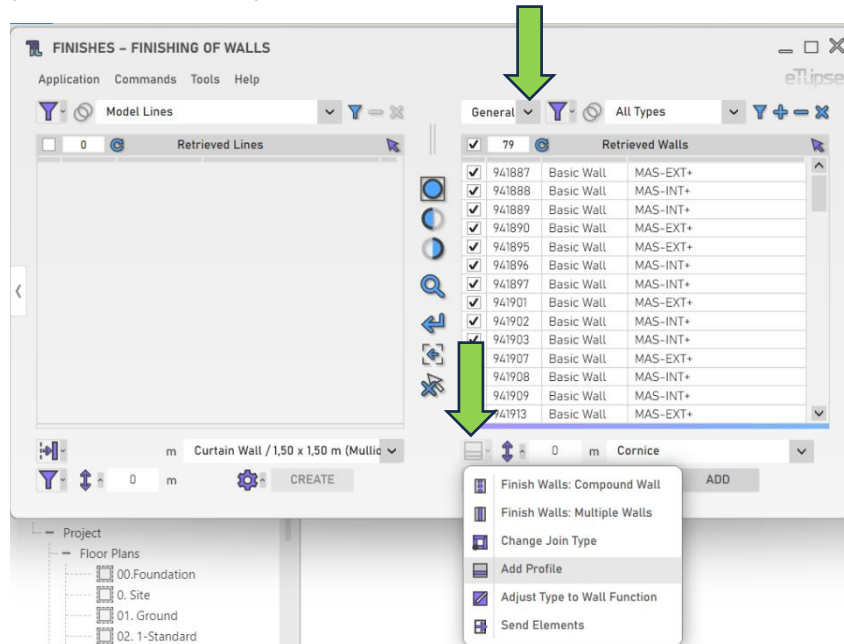 FINISHES – FINISHING OF WALLS
Application Commands Tools Help
eTLipse
Model Lines
General All Types
0 Retrieved Lines
79 Retrieved Walls
941887 Basic Wall MAS-EXT+
941888 Basic Wall MAS-INT+
941889 Basic Wall MAS-INT+
941890 Basic Wall MAS-EXT+
941895 Basic Wall MAS-EXT+
941896 Basic Wall MAS-INT+
941897 Basic Wall MAS-INT+
941901 Basic Wall MAS-EXT+
941902 Basic Wall MAS-INT+
941903 Basic Wall MAS-INT+
941907 Basic Wall MAS-EXT+
941908 Basic Wall MAS-INT+
941909 Basic Wall MAS-INT+
941913 Basic Wall MAS-EXT+
m Curtain Wall / 1,50 x 1,50 m (Mullic
0 m Cornice
0 m CREATE
ADD
Finish Walls: Compound Wall
Finish Walls: Multiple Walls
Change Join Type
Add Profile
Adjust Type to Wall Function
Send Elements
Project
Floor Plans
00.Foundation
0. Site
01. Ground
02. 1-Standard